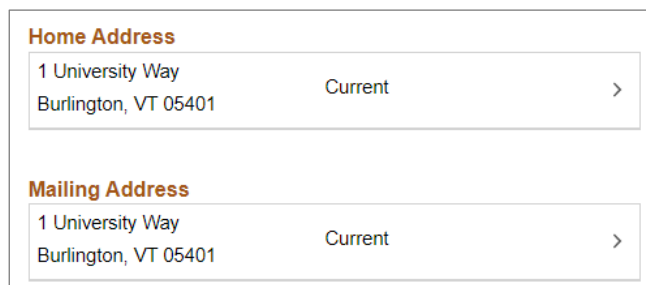 Home Address
1 University Way
Current
Burlington, VT 05401
Mailing Address
1 University Way
Current
Burlington, VT 05401